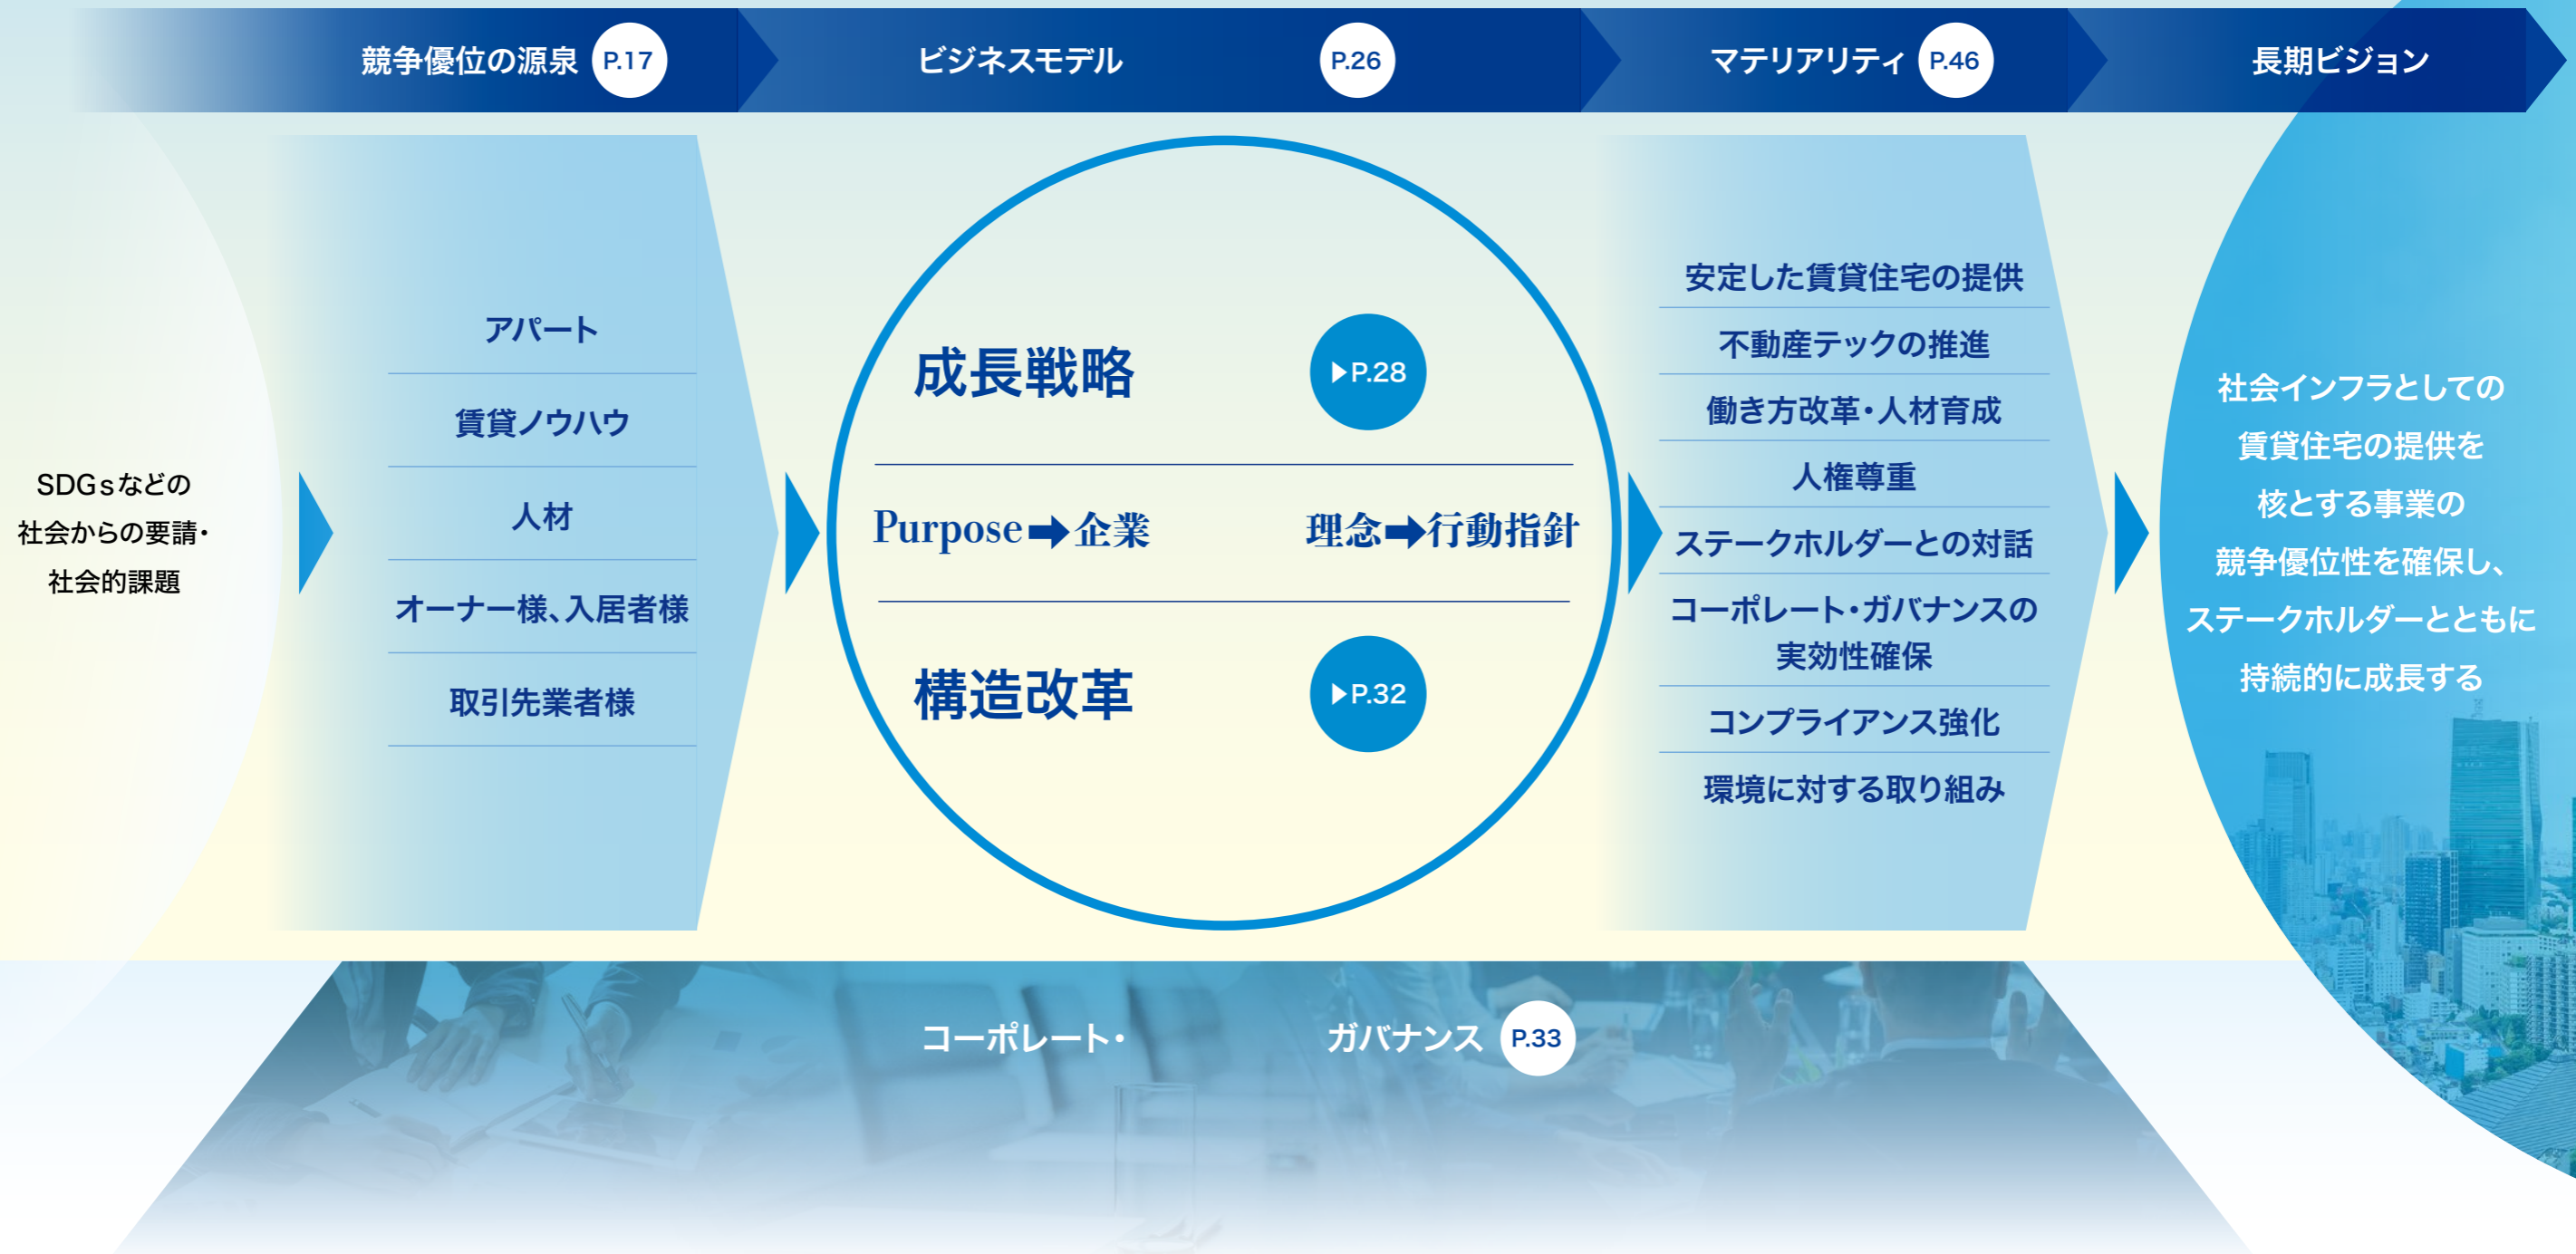 競争優位の源泉 P.17
ビジネスモデル P.26
マテリアリティ P.46
長期ビジョン
SDGsなどの
社会からの要請・
社会的課題
アパート
賃貸ノウハウ
人材
オーナー様、入居者様
取引先業者様
成長戦略 ▶P.28
Purpose➡企業 理念➡行動指針
構造改革 ▶P.32
安定した賃貸住宅の提供
不動産テックの推進
働き方改革・人材育成
人権尊重
ステークホルダーとの対話
コーポレート・ガバナンスの
実効性確保
コンプライアンス強化
環境に対する取り組み
社会インフラとしての
賃貸住宅の提供を
核とする事業の
競争優位性を確保し、
ステークホルダーとともに
持続的に成長する
コーポレート・ ガバナンス P.33